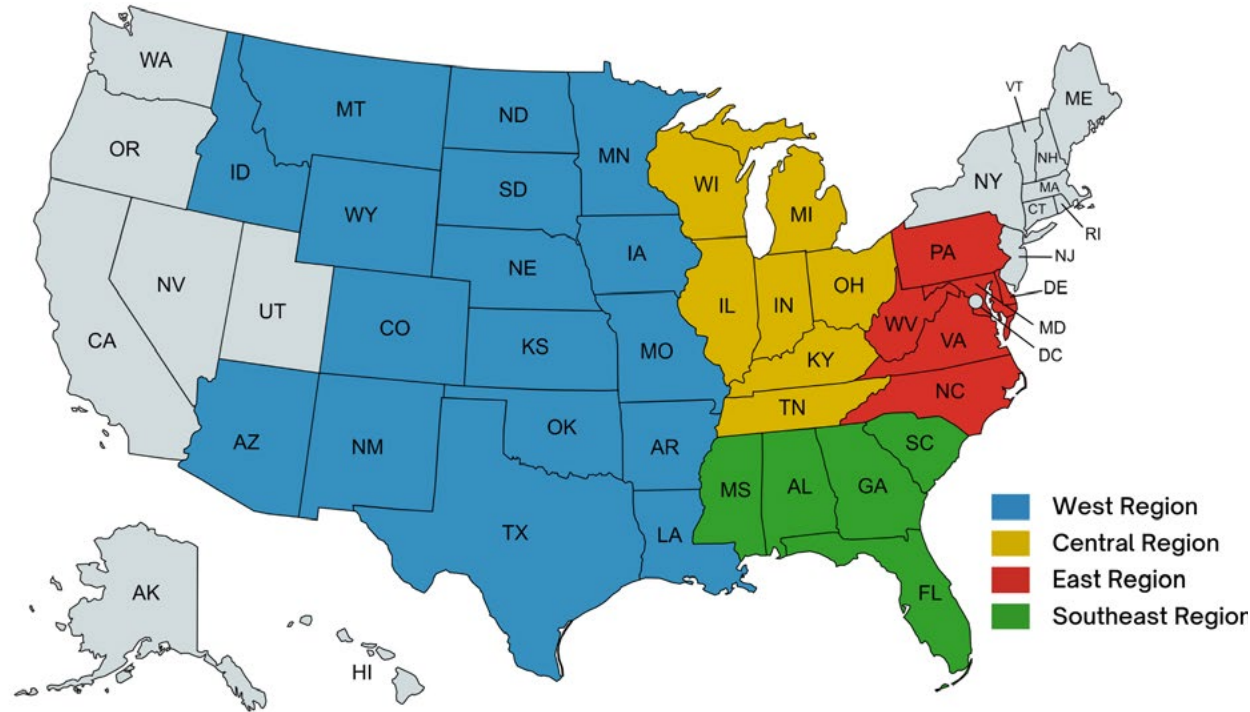 WA
MT
ND
MN
VT
ME
OR
ID
SD
WI
MI
NY
NH
MA
CT
RI
WY
IA
PA
NJ
NE
OH
DE
NV
UT
IL
IN
WV
MD
CA
CO
KS
MO
KY
VA
DC
NC
TN
AZ
NM
OK
AR
SC
MS
AL
GA
TX
LA
West Region
Central Region
East Region
Southeast Region
FL
AK
HI